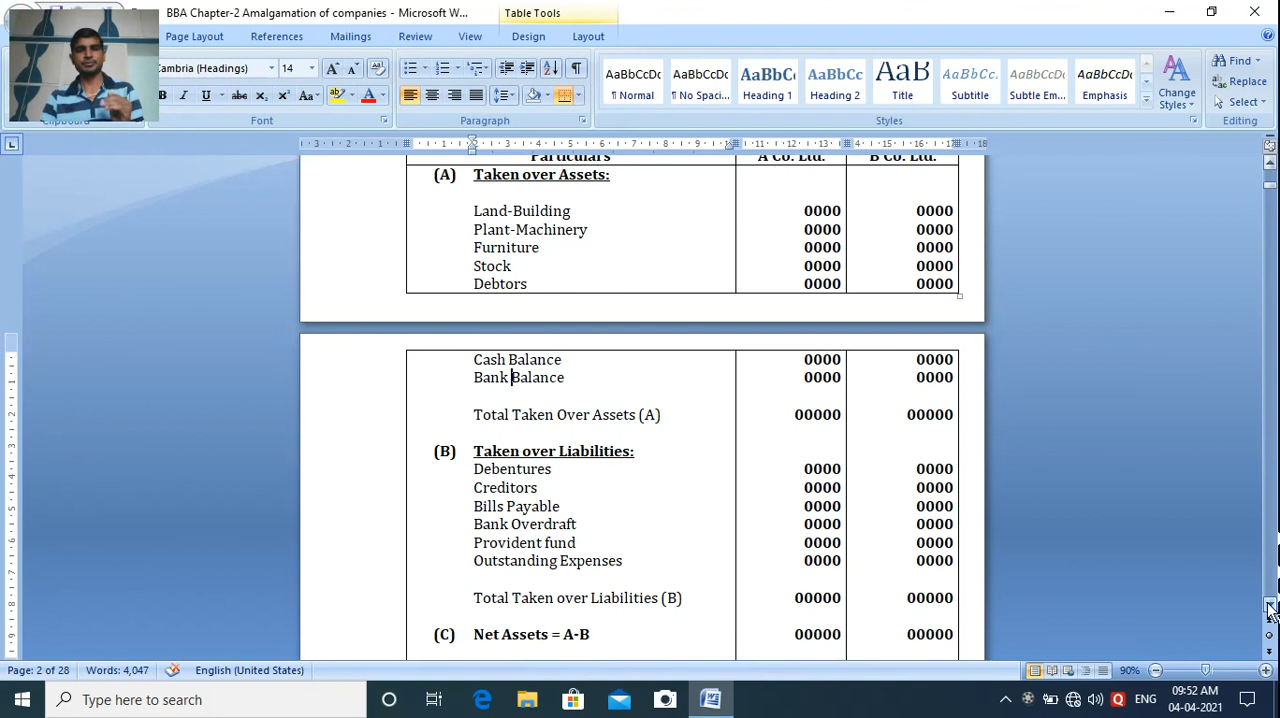 BBA Chapter-2 Amalgamation of companies - Microsoft W... Table Tools
Page Layout References Mailings Review View Design Layout
Cambria (Headings) 14
AaBbCcDc AaBbCcDc AaBbCc AaBbCc AaB AaBbCc. AaBbCcDc AaBbCcDc
¶ Normal ¶ No Spaci... Heading 1 Heading 2 Title Subtitle Subtle Em... Emphasis
Change Styles
Find
Replace
Select
Clipboard Font Paragraph Styles Editing
Particulars A Co. Ltd. B Co. Ltd.
(A) Taken over Assets:
Land-Building 0000 0000
Plant-Machinery 0000 0000
Furniture 0000 0000
Stock 0000 0000
Debtors 0000 0000
Cash Balance 0000 0000
Bank Balance 0000 0000
Total Taken Over Assets (A) 00000 00000
(B) Taken over Liabilities:
Debentures 0000 0000
Creditors 0000 0000
Bills Payable 0000 0000
Bank Overdraft 0000 0000
Provident fund 0000 0000
Outstanding Expenses 0000 0000
Total Taken over Liabilities (B) 00000 00000
(C) Net Assets = A-B 00000 00000
Page: 2 of 28 Words: 4,047 English (United States) 90%
Type here to search ENG 09:52 AM
04-04-2021